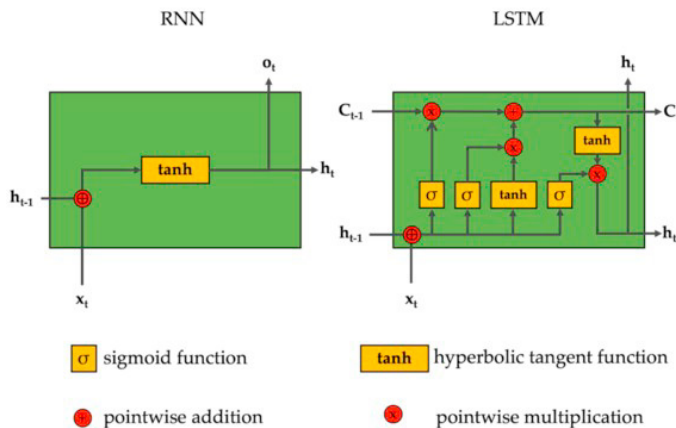 RNN
LSTM
oₜ
hₜ
Cₜ₋₁
C
tanh
tanh
hₜ
hₜ₋₁
σ
σ
tanh
σ
hₜ₋₁
hₜ
xₜ
xₜ
σ sigmoid function
tanh hyperbolic tangent function
pointwise addition
x pointwise multiplication